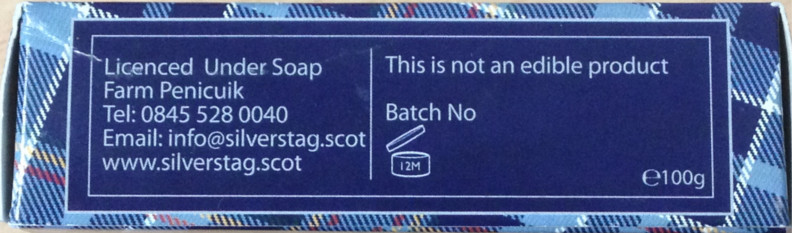 Licenced Under Soap
Farm Penicuik
Tel: 0845 528 0040
Email: info@silverstag.scot
www.silverstag.scot
This is not an edible product
Batch No
12M
℮100g